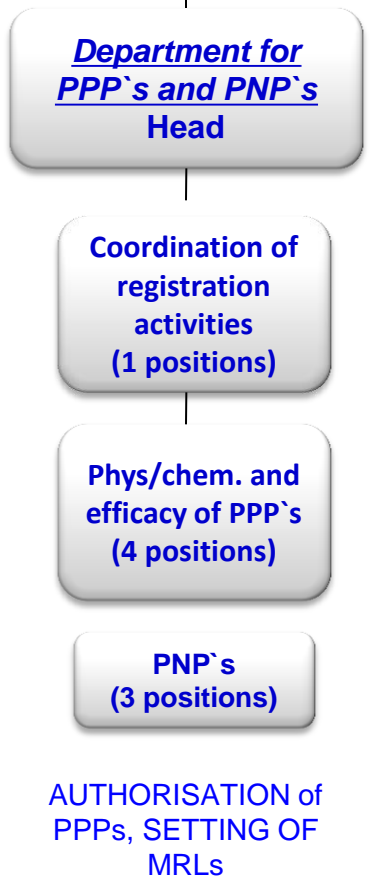 Department for
PPP`s and PNP`s
Head
Coordination of
registration
activities
(1 positions)
Phys/chem. and
efficacy of PPP`s
(4 positions)
PNP`s
(3 positions)
AUTHORISATION of
PPPs, SETTING OF
MRLs